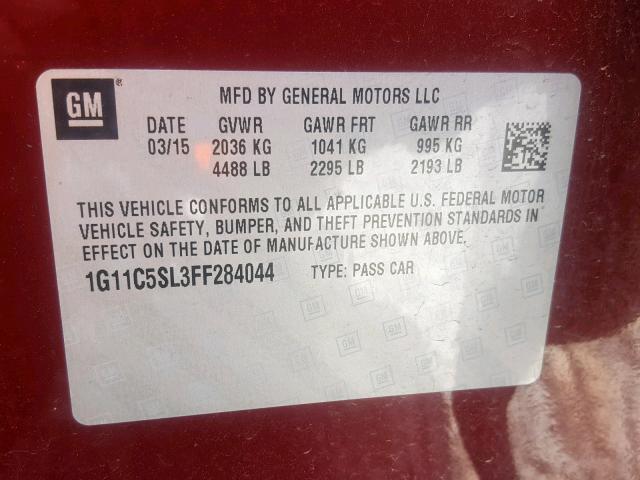 GM
MFD BY GENERAL MOTORS LLC
DATE GVWR GAWR FRT GAWR RR
03/15 2036 KG 1041 KG 995 KG
4488 LB 2295 LB 2193 LB
THIS VEHICLE CONFORMS TO ALL APPLICABLE U.S. FEDERAL MOTOR
VEHICLE SAFETY, BUMPER, AND THEFT PREVENTION STANDARDS IN
EFFECT ON THE DATE OF MANUFACTURE SHOWN ABOVE.
1G11C5SL3FF284044 TYPE: PASS CAR